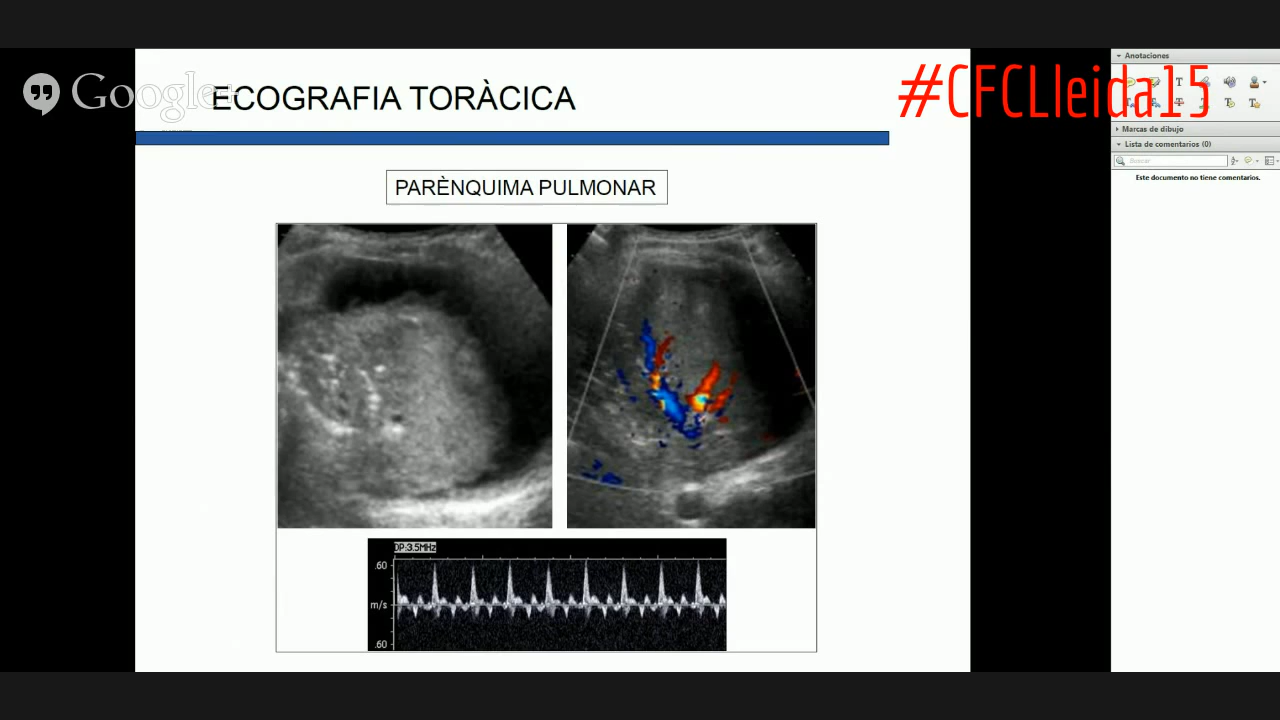 Google+
ECOGRAFIA TORÀCICA
#CFCLleida15
PARÈNQUIMA PULMONAR
DP:3.5MHz
.60
m/s
.60
Anotaciones
Marcas de dibujo
Lista de comentarios (0)
Buscar
Este documento no tiene comentarios.